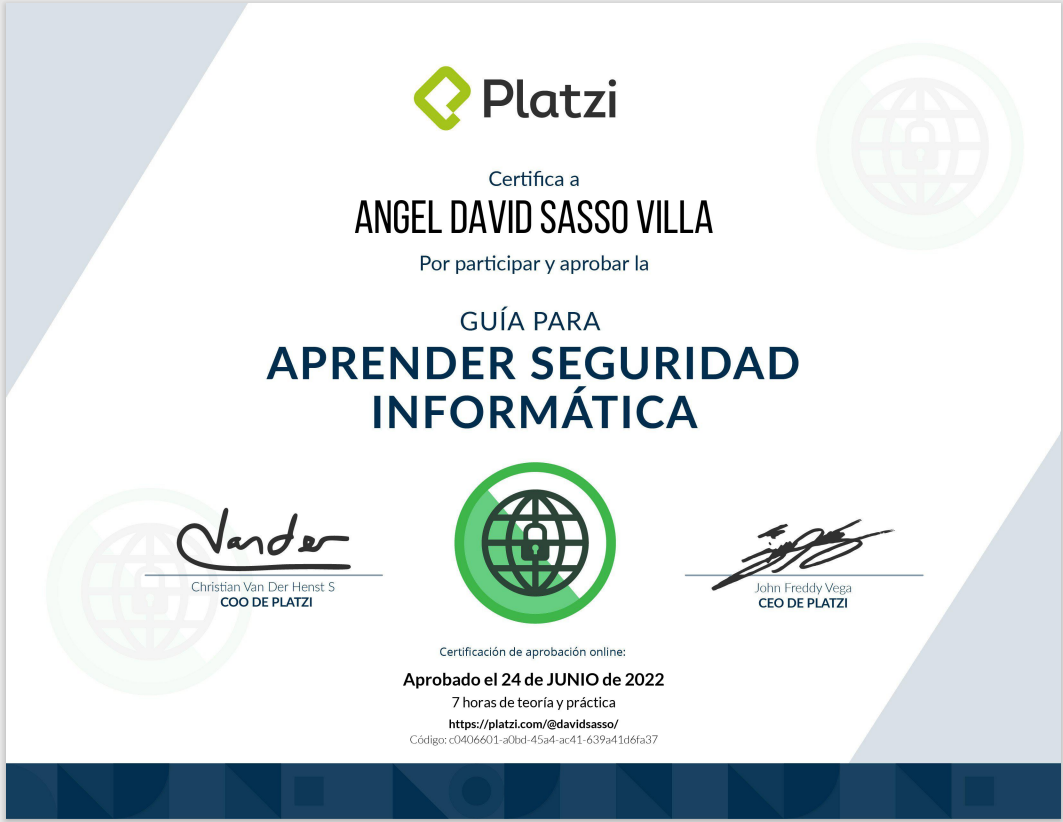 Platzi
Certifica a
ANGEL DAVID SASSO VILLA
Por participar y aprobar la
GUÍA PARA
APRENDER SEGURIDAD
INFORMÁTICA
Vander
Christian Van Der Henst S
COO DE PLATZI
John Freddy Vega
CEO DE PLATZI
Certificación de aprobación online:
Aprobado el 24 de JUNIO de 2022
7 horas de teoría y práctica
https://platzi.com/@davidsasso/
Código: c0406601-a0bd-45a4-ac41-639a41d6fa37